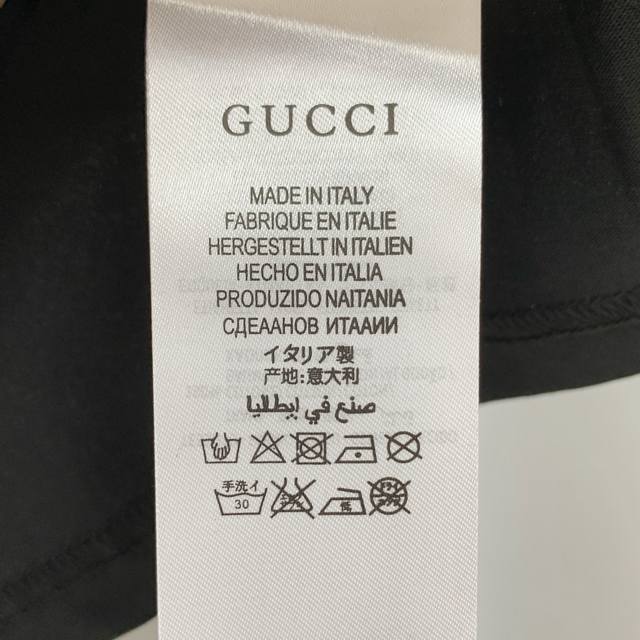 GUCCI
MADE IN ITALY
FABRIQUE EN ITALIE
HERGESTELLT IN ITALIEN
HECHO EN ITALIA
PRODUZIDO NAITANIA
СДЕААНОВ ИТААИИ
イタリア製
产地:意大利
صنع في إيطاليا
手洗イ
30
低